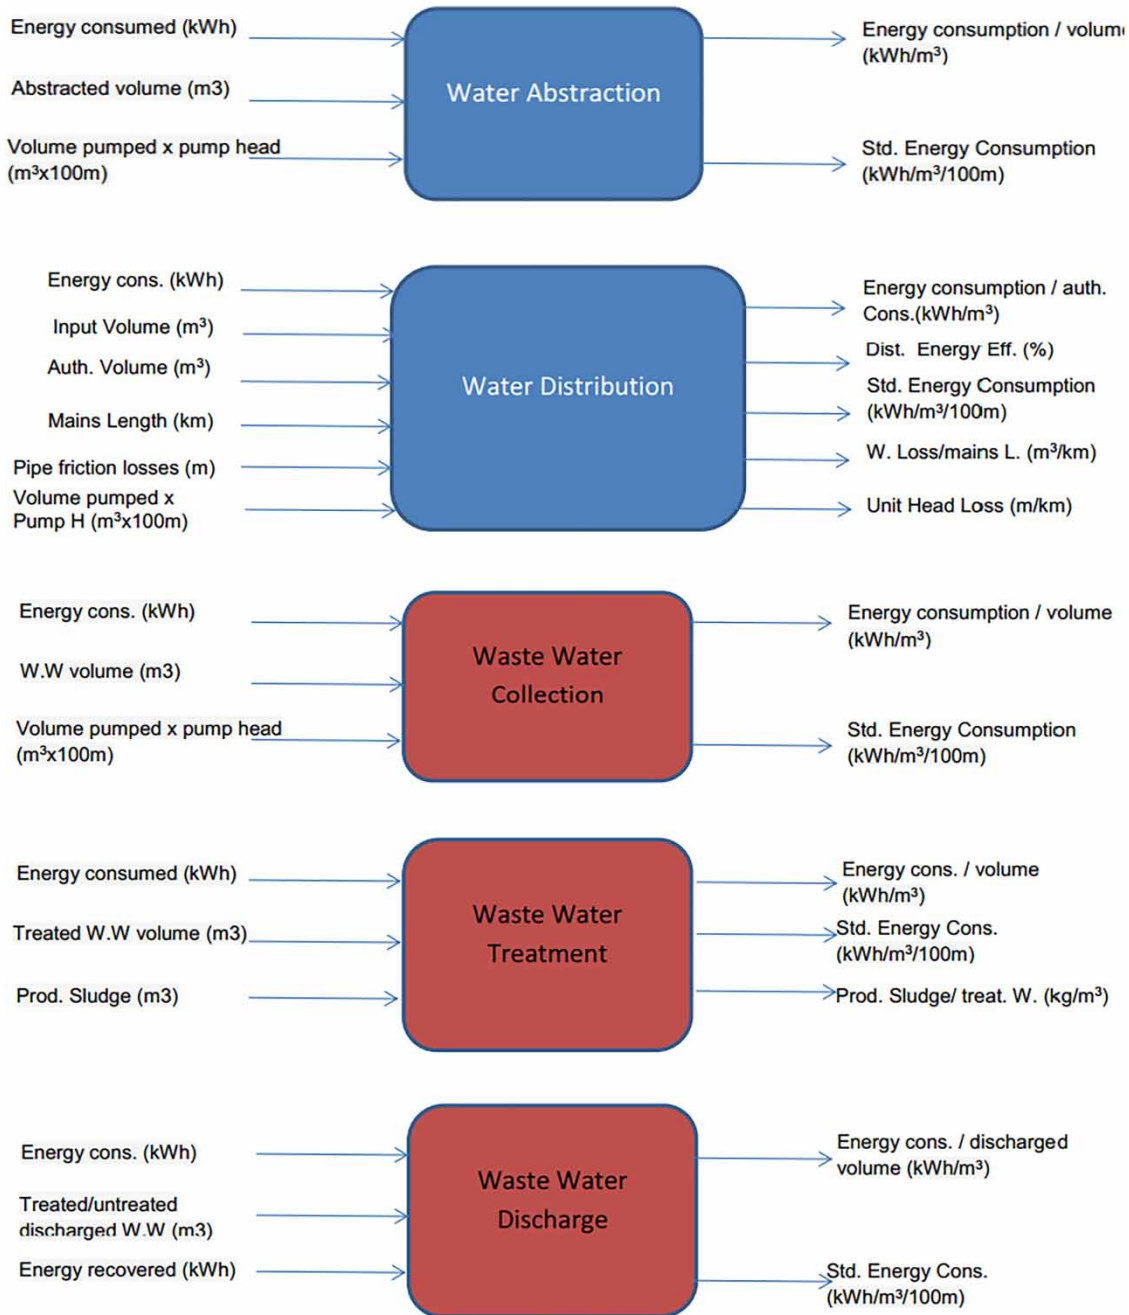 Energy consumed (kWh)
Abstracted volume (m3)
Volume pumped x pump head
(m³x100m)
Water Abstraction
Energy consumption / volum
(kWh/m³)
Std. Energy Consumption
(kWh/m³/100m)
Energy cons. (kWh)
Input Volume (m³)
Auth. Volume (m³)
Mains Length (km)
Pipe friction losses (m)
Volume pumped x
Pump H (m³x100m)
Water Distribution
Energy consumption / auth.
Cons.(kWh/m³)
Dist. Energy Eff. (%)
Std. Energy Consumption
(kWh/m³/100m)
W. Loss/mains L. (m³/km)
Unit Head Loss (m/km)
Energy cons. (kWh)
W.W volume (m3)
Volume pumped x pump head
(m³x100m)
Waste Water
Collection
Energy consumption / volume
(kWh/m³)
Std. Energy Consumption
(kWh/m³/100m)
Energy consumed (kWh)
Treated W.W volume (m3)
Prod. Sludge (m3)
Waste Water
Treatment
Energy cons. / volume
(kWh/m³)
Std. Energy Cons.
(kWh/m³/100m)
Prod. Sludge/ treat. W. (kg/m³)
Energy cons. (kWh)
Treated/untreated
discharged W.W (m3)
Energy recovered (kWh)
Waste Water
Discharge
Energy cons. / discharged
volume (kWh/m³)
Std. Energy Cons.
(kWh/m³/100m)